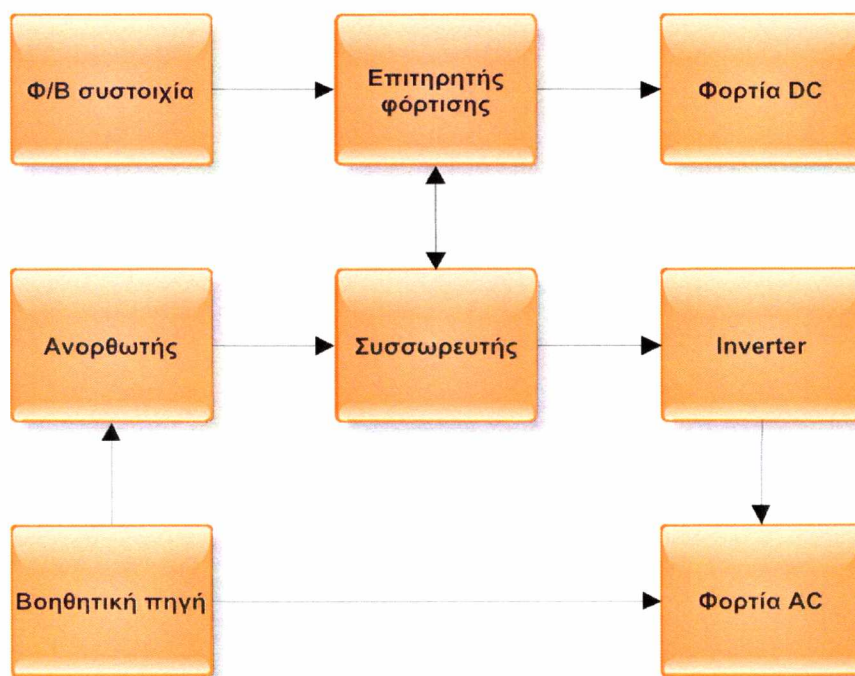 Φ/Β συστοιχία
Επιτηρητής
φόρτισης
Φορτία DC
Ανορθωτής
Συσσωρευτής
Inverter
Βοηθητική πηγή
Φορτία AC